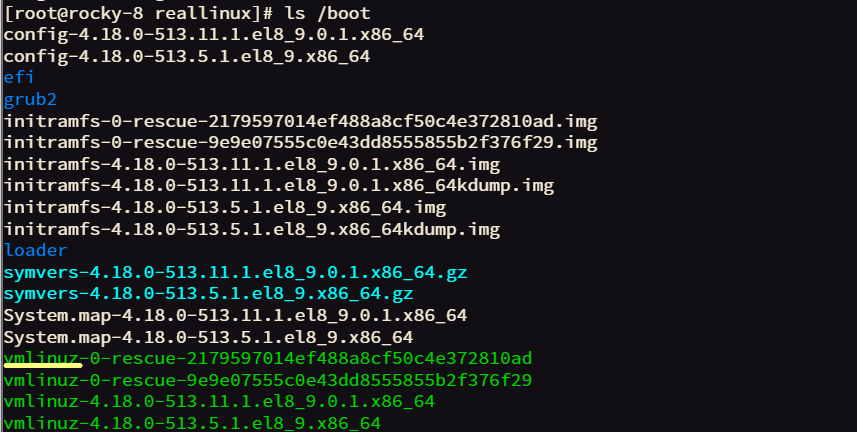 [root@rocky-8 reallinux]# ls /boot
config-4.18.0-513.11.1.el8_9.0.1.x86_64
config-4.18.0-513.5.1.el8_9.x86_64
efi
grub2
initramfs-0-rescue-2179597014ef488a8cf50c4e372810ad.img
initramfs-0-rescue-9e9e07555c0e43dd8555855b2f376f29.img
initramfs-4.18.0-513.11.1.el8_9.0.1.x86_64.img
initramfs-4.18.0-513.11.1.el8_9.0.1.x86_64kdump.img
initramfs-4.18.0-513.5.1.el8_9.x86_64.img
initramfs-4.18.0-513.5.1.el8_9.x86_64kdump.img
loader
symvers-4.18.0-513.11.1.el8_9.0.1.x86_64.gz
symvers-4.18.0-513.5.1.el8_9.x86_64.gz
System.map-4.18.0-513.11.1.el8_9.0.1.x86_64
System.map-4.18.0-513.5.1.el8_9.x86_64
vmlinuz-0-rescue-2179597014ef488a8cf50c4e372810ad
vmlinuz-0-rescue-9e9e07555c0e43dd8555855b2f376f29
vmlinuz-4.18.0-513.11.1.el8_9.0.1.x86_64
vmlinuz-4.18.0-513.5.1.el8_9.x86_64